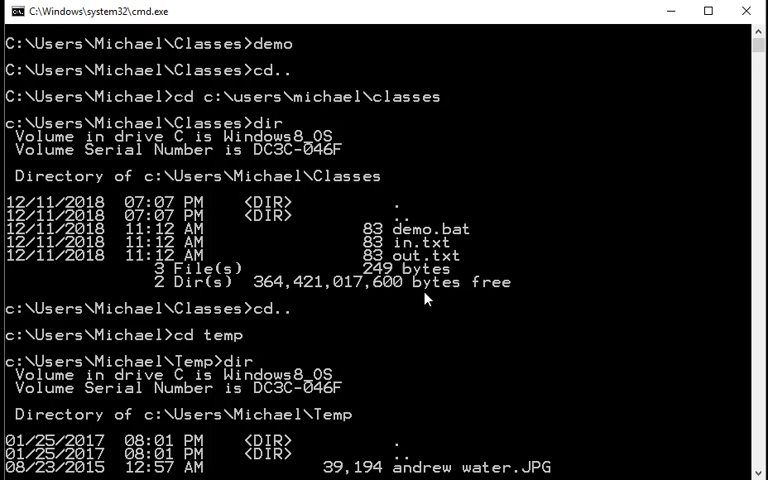 C:\Windows\system32\cmd.exe
C:\Users\Michael\Classes>demo
C:\Users\Michael\Classes>cd..
C:\Users\Michael>cd c:\users\michael\classes
c:\Users\Michael\Classes>dir
Volume in drive C is Windows8_OS
Volume Serial Number is DC3C-046F
Directory of c:\Users\Michael\Classes
12/11/2018  07:07 PM    <DIR>          .
12/11/2018  07:07 PM    <DIR>          ..
12/11/2018  11:12 AM                83 demo.bat
12/11/2018  11:12 AM                83 in.txt
12/11/2018  11:12 AM                83 out.txt
3 File(s)            249 bytes
2 Dir(s)  364,421,017,600 bytes free
c:\Users\Michael\Classes>cd..
c:\Users\Michael>cd temp
c:\Users\Michael\Temp>dir
Volume in drive C is Windows8_OS
Volume Serial Number is DC3C-046F
Directory of c:\Users\Michael\Temp
01/25/2017  08:01 PM    <DIR>          .
01/25/2017  08:01 PM    <DIR>          ..
08/23/2015  12:57 AM            39,194 andrew water.JPG